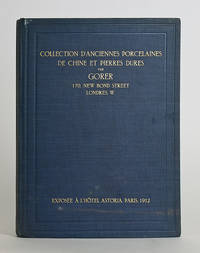 COLLECTION D'ANCIENNES PORCELAINES
DE CHINE ET PIERRES DURES
PAR
GORER
170, NEW BOND STREET
LONDRES, W
EXPOSÉE À L'HÔTEL ASTORIA PARIS, 1912